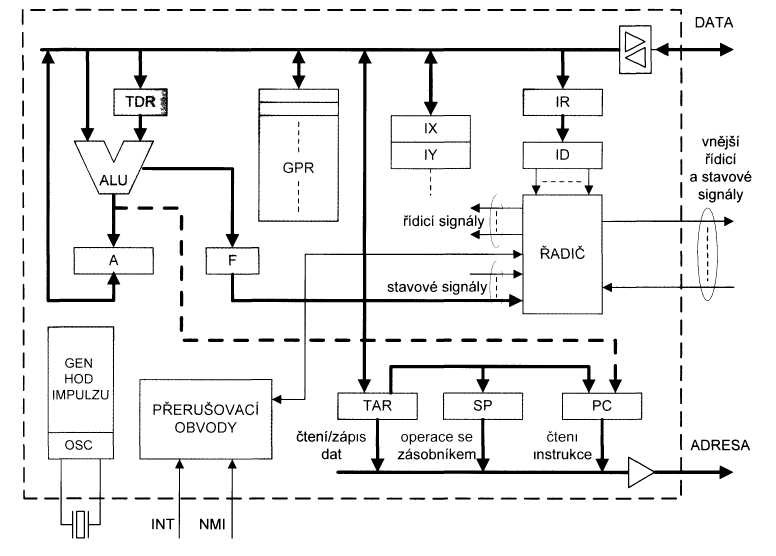 DATA
TDR
IR
IX
IY
ID
GPR
ALU
vnější
řídicí
a stavové
signály
řídicí signály
ŘADIČ
A
F
stavové signály
GEN
HOD
IMPULZU
OSC
PŘERUŠOVACÍ
OBVODY
TAR
SP
PC
čtení/zápis
dat
operace se
zásobníkem
čtení
instrukce
ADRESA
INT
NMI